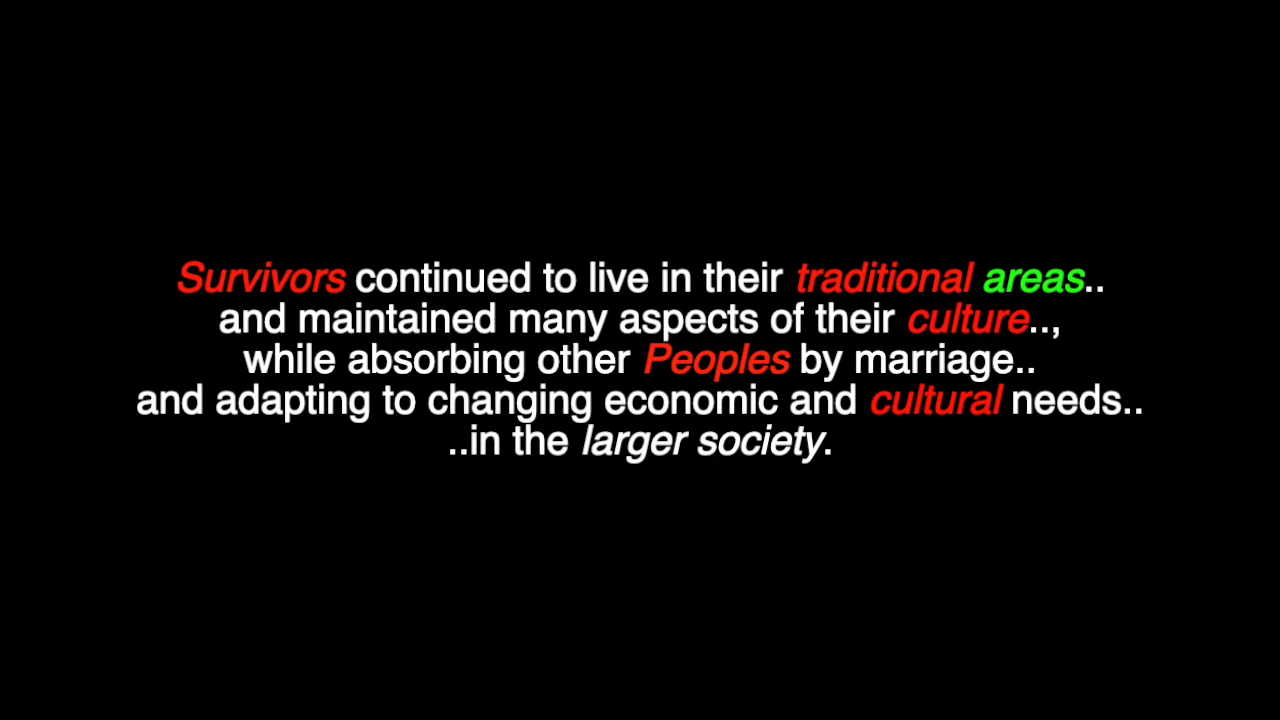 Survivors continued to live in their traditional areas..
and maintained many aspects of their culture..,
while absorbing other Peoples by marriage..
and adapting to changing economic and cultural needs..
..in the larger society.